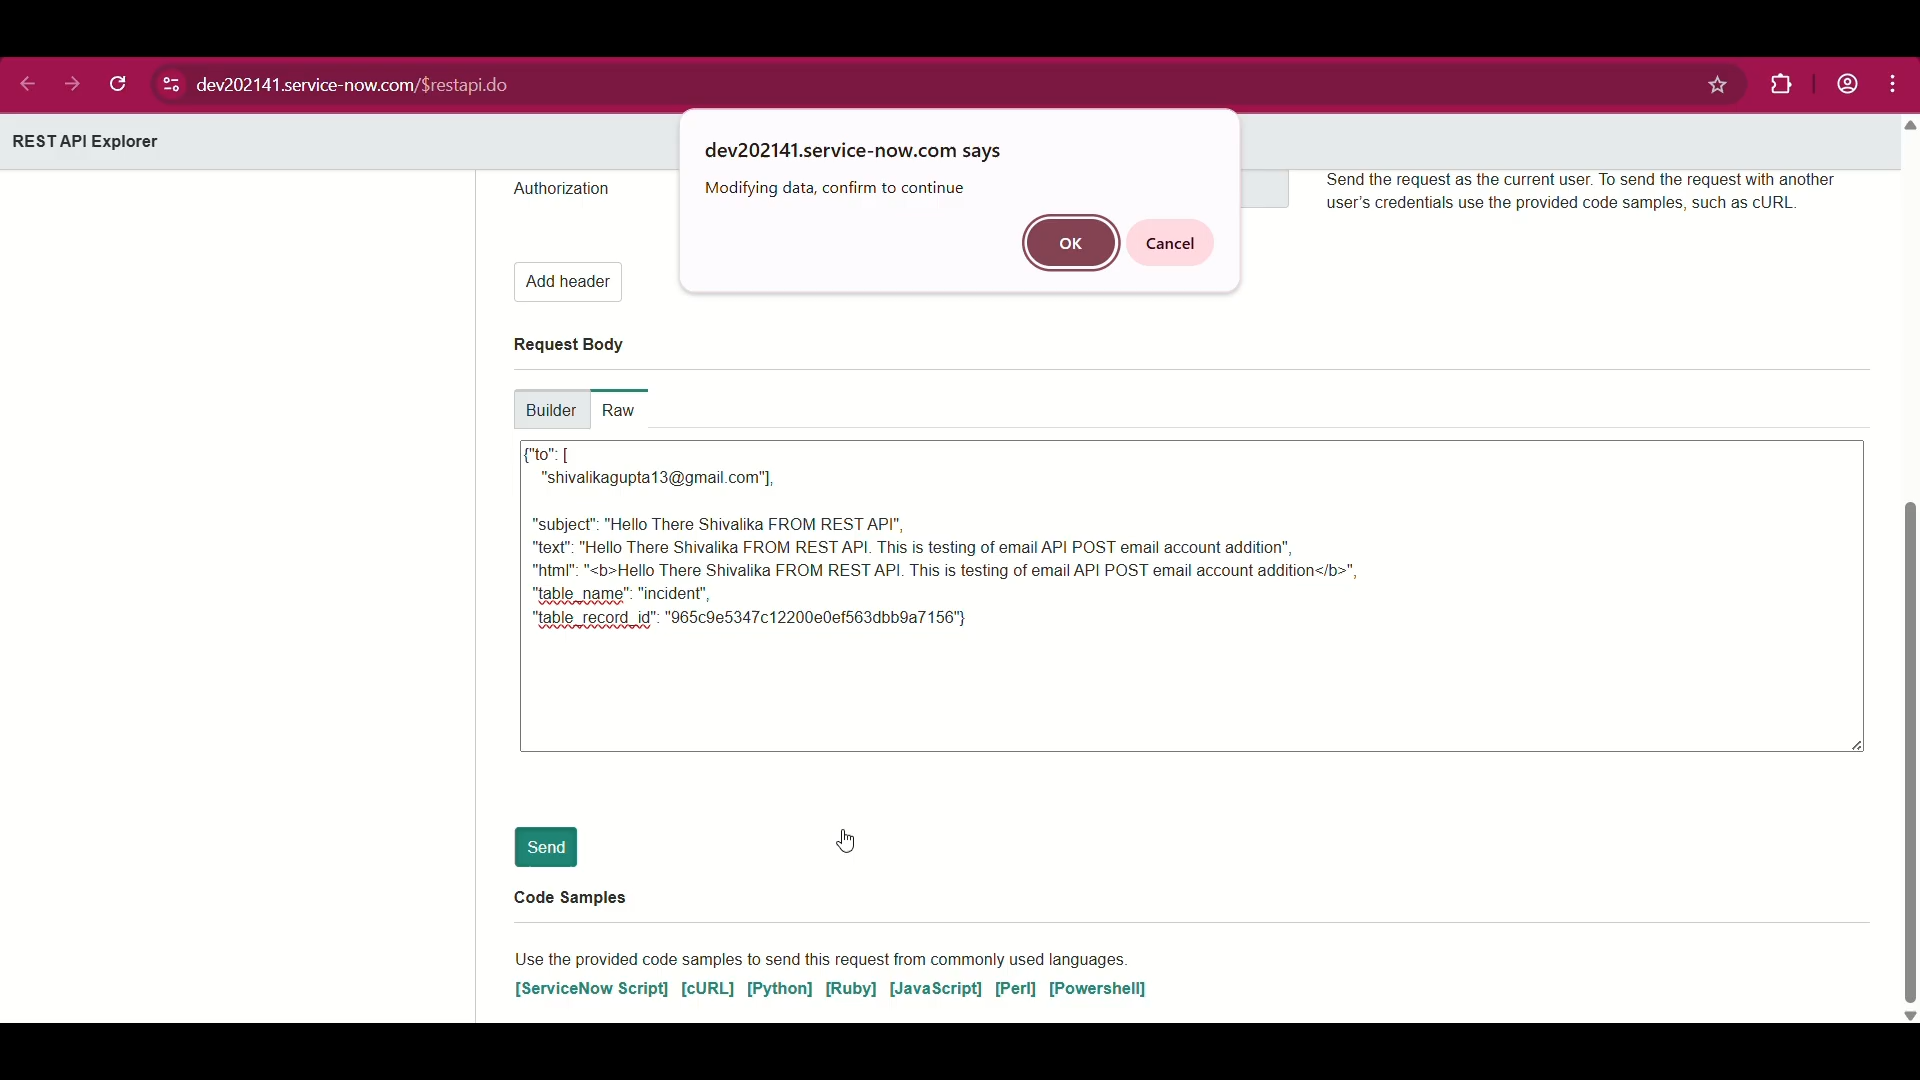 dev202141.service-now.com/$restapi.do
REST API Explorer
dev202141.service-now.com says
Modifying data, confirm to continue
OK
Cancel
Authorization
Send the request as the current user. To send the request with another
user's credentials use the provided code samples, such as cURL.
Add header
Request Body
Builder
Raw
{"to": [
"shivalikagupta13@gmail.com"],
"subject": "Hello There Shivalika FROM REST API",
"text": "Hello There Shivalika FROM REST API. This is testing of email API POST email account addition",
"html": "<b>Hello There Shivalika FROM REST API. This is testing of email API POST email account addition</b>",
"table_name": "incident",
"table_record_id": "965c9e5347c12200e0ef563dbb9a7156"}
Send
Code Samples
Use the provided code samples to send this request from commonly used languages.
[ServiceNow Script] [cURL] [Python] [Ruby] [JavaScript] [Perl] [Powershell]